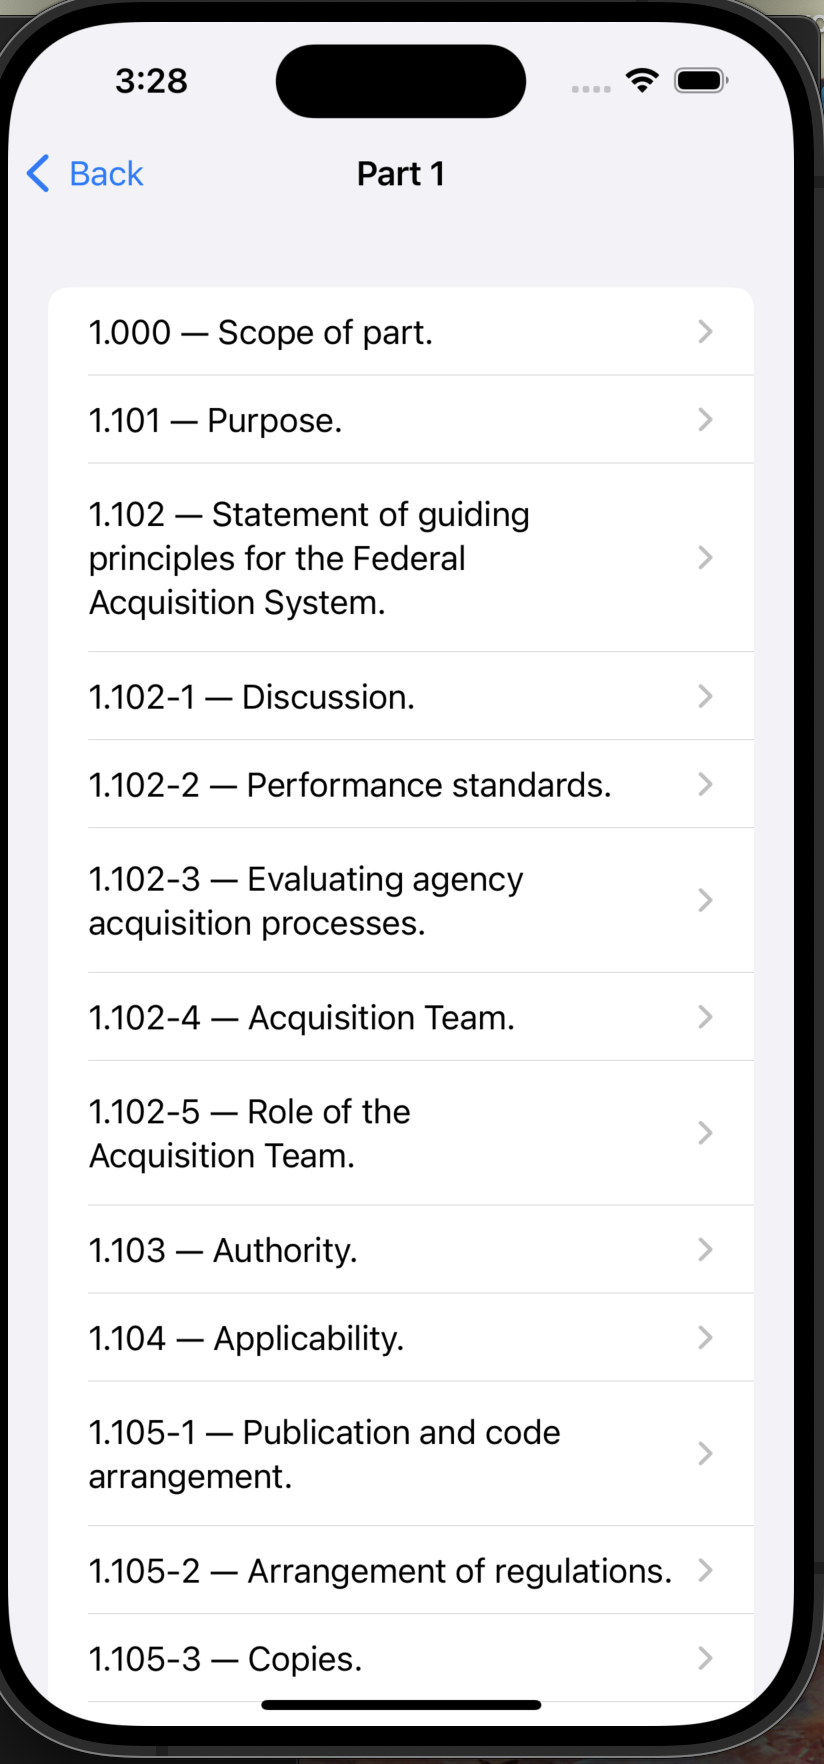 3:28
Back
Part 1
1.000 — Scope of part.
1.101 — Purpose.
1.102 — Statement of guiding
principles for the Federal
Acquisition System.
1.102-1 — Discussion.
1.102-2 — Performance standards.
1.102-3 — Evaluating agency
acquisition processes.
1.102-4 — Acquisition Team.
1.102-5 — Role of the
Acquisition Team.
1.103 — Authority.
1.104 — Applicability.
1.105-1 — Publication and code
arrangement.
1.105-2 — Arrangement of regulations.
1.105-3 — Copies.